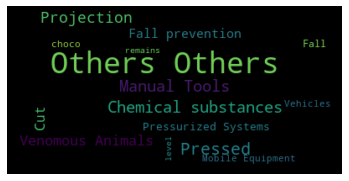 Projection
Fall prevention
choco
remains
Fall
Others Others
Manual Tools
Chemical substances
Vehicles
Cut
Pressurized Systems
Venomous Animals
level
Pressed
Mobile Equipment